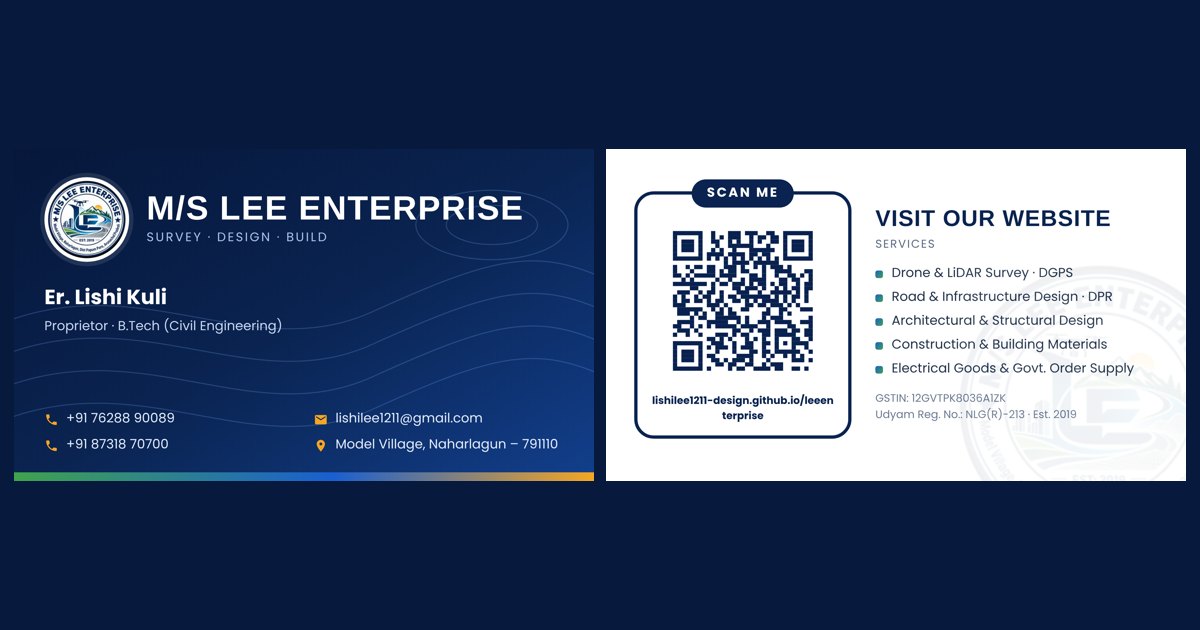 M/S LEE ENTERPRISE
M/S LEE ENTERPRISE
SURVEY · DESIGN · BUILD
Er. Lishi Kuli
Proprietor · B.Tech (Civil Engineering)
+91 76288 90089
lishilee1211@gmail.com
+91 87318 70700
Model Village, Naharlagun – 791110
SCAN ME
lishilee1211-design.github.io/leeen
terprise
VISIT OUR WEBSITE
SERVICES
Drone & LiDAR Survey · DGPS
Road & Infrastructure Design · DPR
Architectural & Structural Design
Construction & Building Materials
Electrical Goods & Govt. Order Supply
GSTIN: 12GVTPK8036A1ZK
Udyam Reg. No.: NLG(R)-213 · Est. 2019